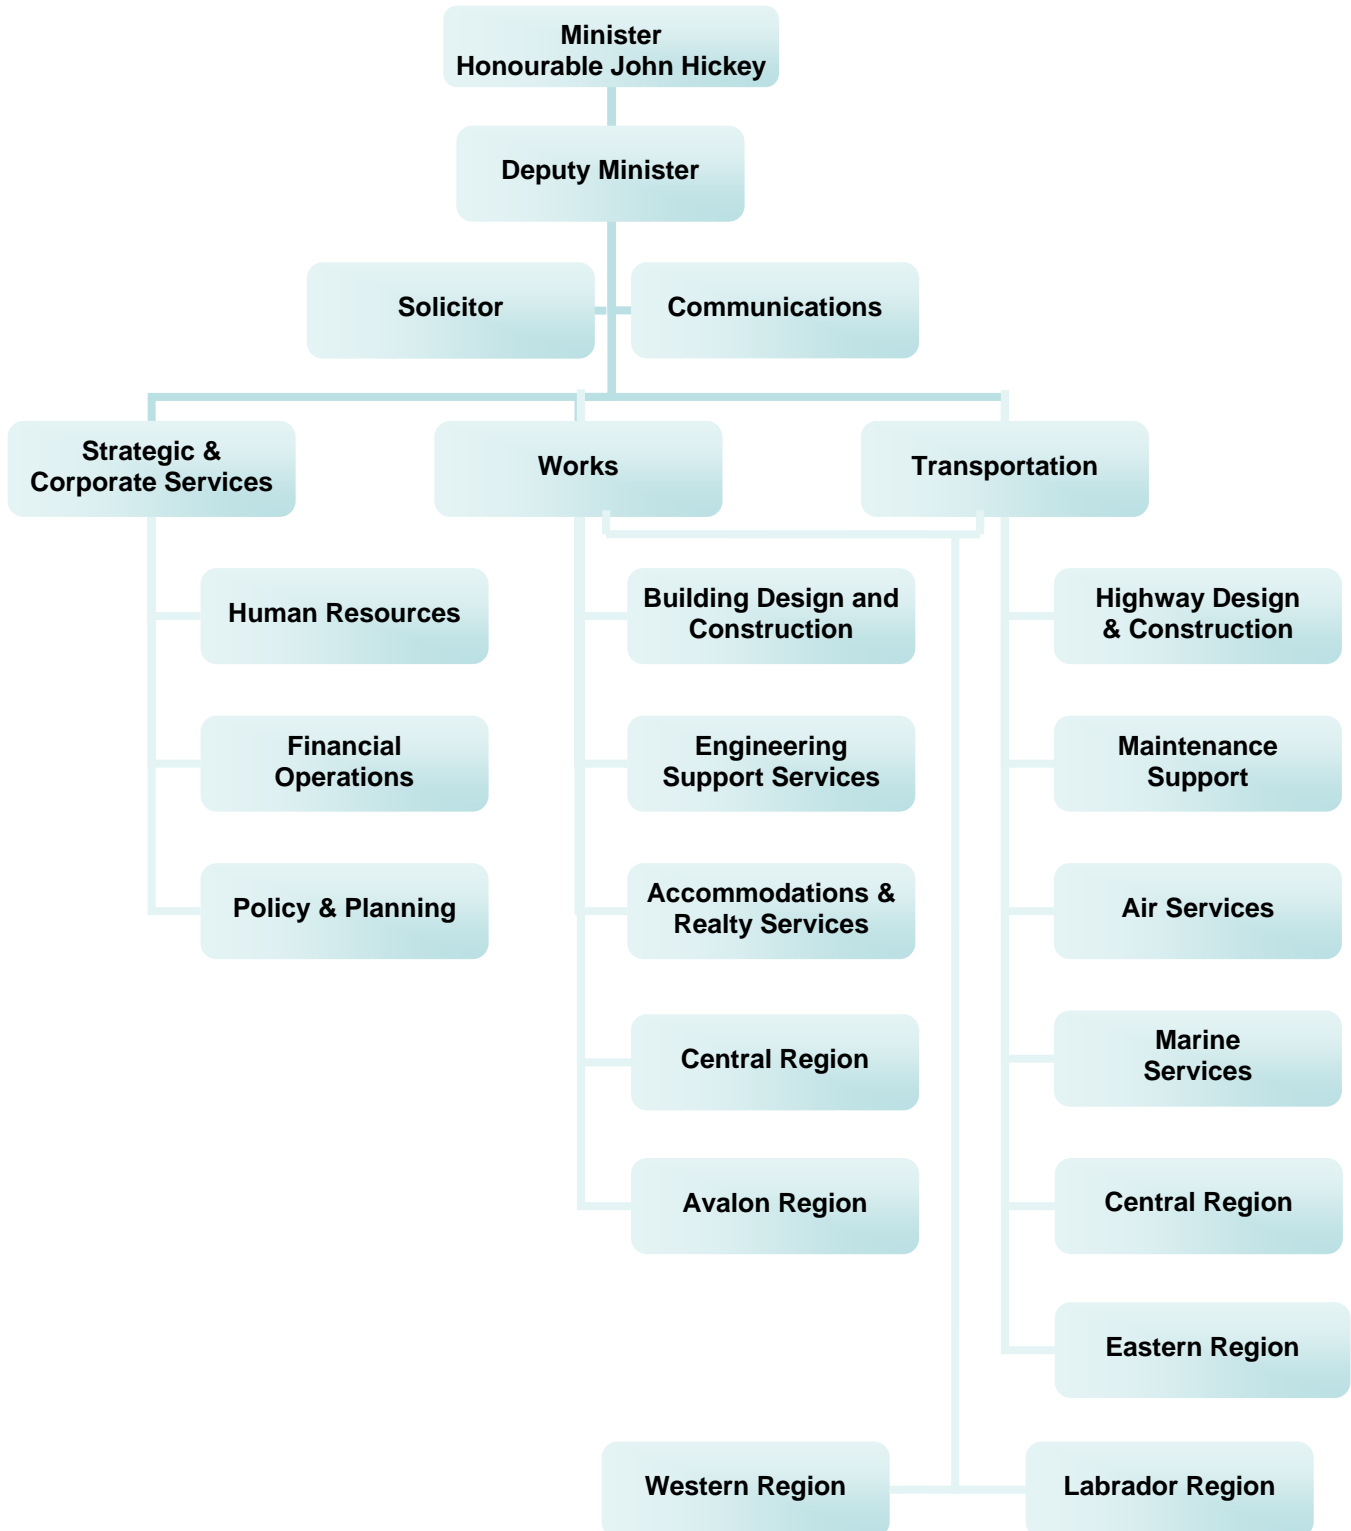 Minister
Honourable John Hickey
Deputy Minister
Solicitor
Communications
Strategic &
Corporate Services
Works
Transportation
Human Resources
Building Design and
Construction
Highway Design
& Construction
Financial
Operations
Engineering
Support Services
Maintenance
Support
Policy & Planning
Accommodations &
Realty Services
Air Services
Central Region
Marine
Services
Avalon Region
Central Region
Eastern Region
Western Region
Labrador Region